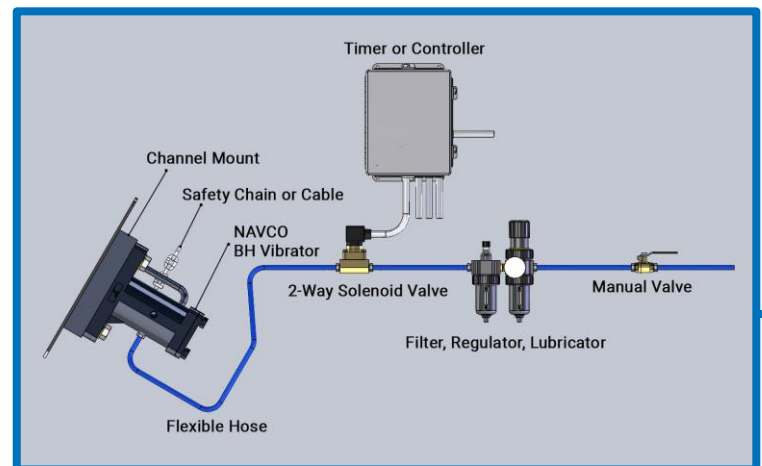 Timer or Controller
Channel Mount
Safety Chain or Cable
NAVCO
BH Vibrator
2-Way Solenoid Valve
Manual Valve
Filter, Regulator, Lubricator
Flexible Hose